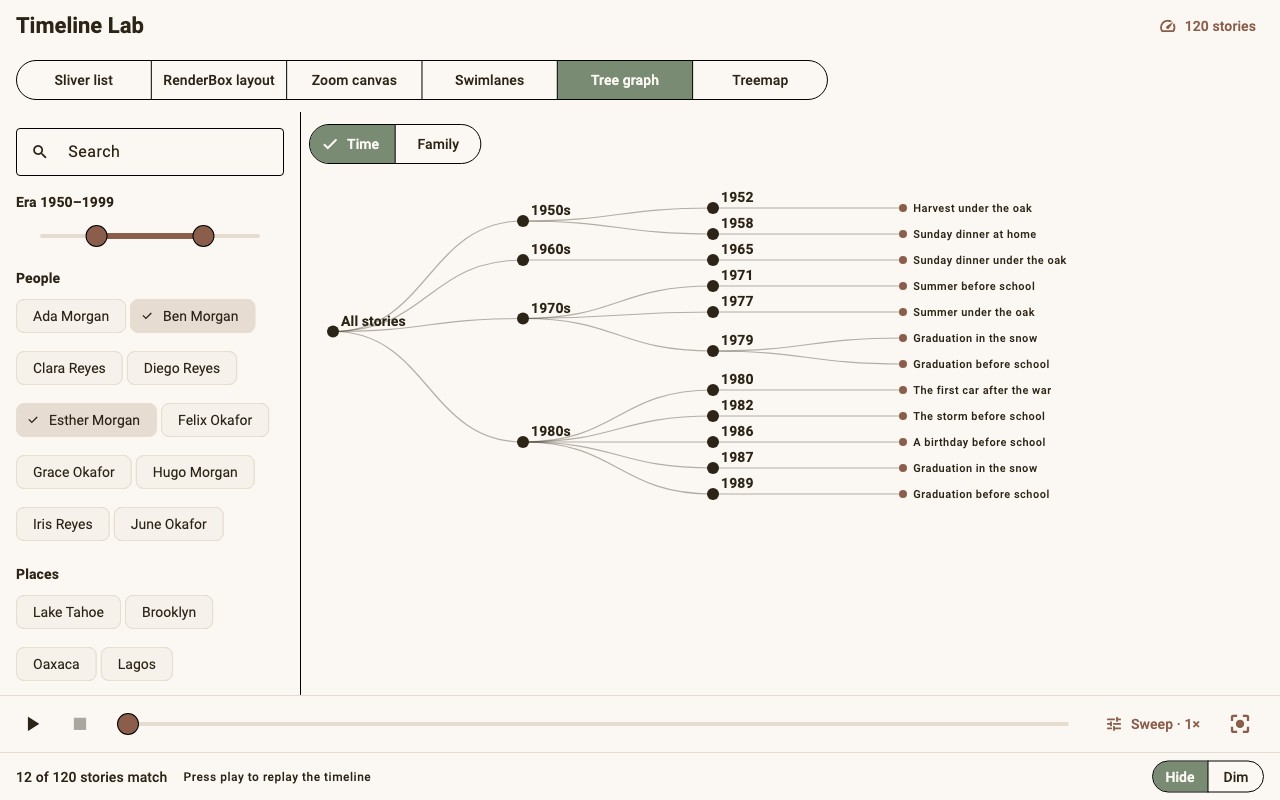 Timeline Lab
120 stories
Sliver list
RenderBox layout
Zoom canvas
Swimlanes
Tree graph
Treemap
Search
Era 1950–1999
People
Ada Morgan
Ben Morgan
Clara Reyes
Diego Reyes
Esther Morgan
Felix Okafor
Grace Okafor
Hugo Morgan
Iris Reyes
June Okafor
Places
Lake Tahoe
Brooklyn
Oaxaca
Lagos
Time
Family
All stories
1950s
1960s
1970s
1980s
1952
1958
1965
1971
1977
1979
1980
1982
1986
1987
1989
Harvest under the oak
Sunday dinner at home
Sunday dinner under the oak
Summer before school
Summer under the oak
Graduation in the snow
Graduation before school
The first car after the war
The storm before school
A birthday before school
Graduation in the snow
Graduation before school
Sweep · 1×
12 of 120 stories match
Press play to replay the timeline
Hide
Dim